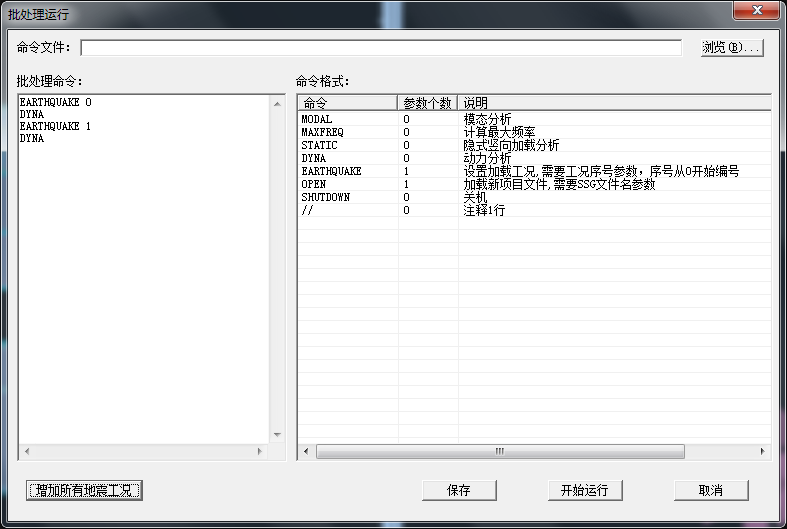 批处理运行
命令文件:
浏览(B)...
批处理命令:
EARTHQUAKE 0
DYNA
EARTHQUAKE 1
DYNA
命令格式:
命令 参数个数 说明
MODAL 0 模态分析
MAXFREQ 0 计算最大频率
STATIC 0 隐式竖向加载分析
DYNA 0 动力分析
EARTHQUAKE 1 设置加载工况,需要工况序号参数，序号从0开始编号
OPEN 1 加载新项目文件,需要SSG文件名参数
SHUTDOWN 0 关机
// 0 注释1行
增加所有地震工况
保存
开始运行
取消